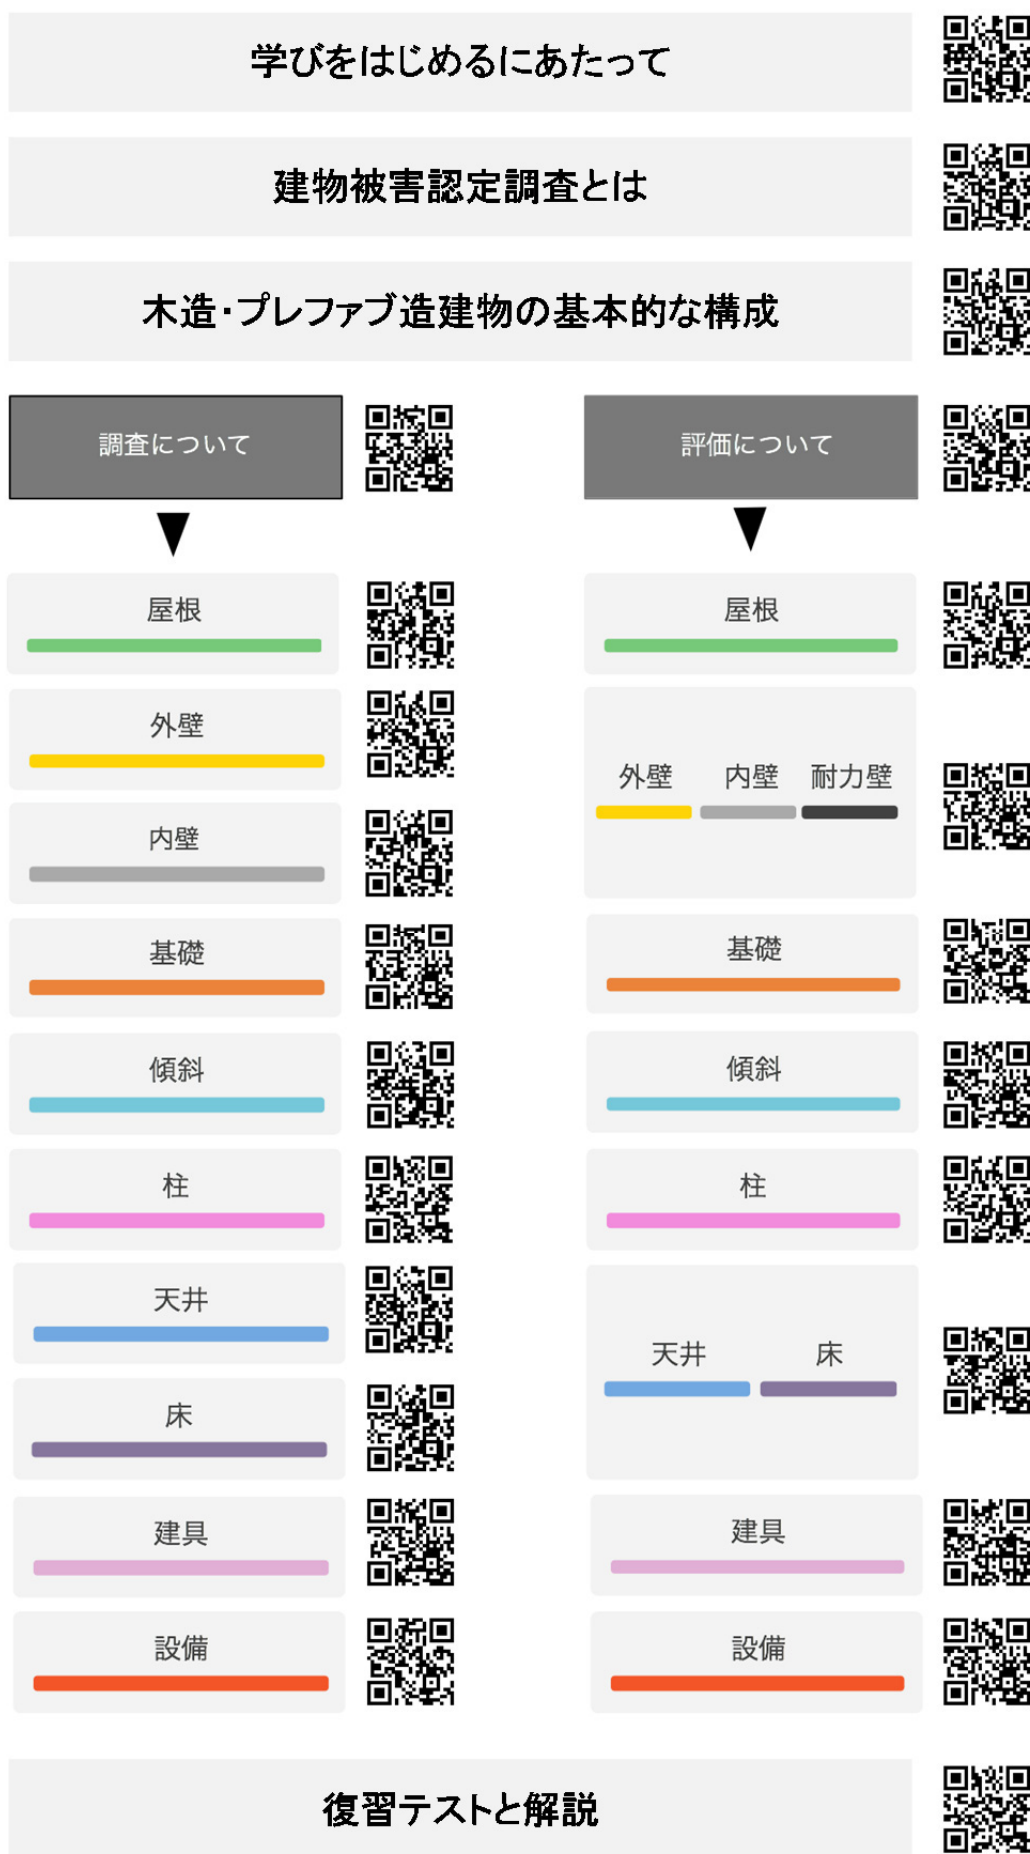 学びをはじめるにあたって
建物被害認定調査とは
木造・プレファブ造建物の基本的な構成
調査について
評価について
屋根
屋根
外壁
外壁 内壁 耐力壁
内壁
基礎
基礎
傾斜
傾斜
柱
柱
天井
天井 床
床
建具
建具
設備
設備
復習テストと解説